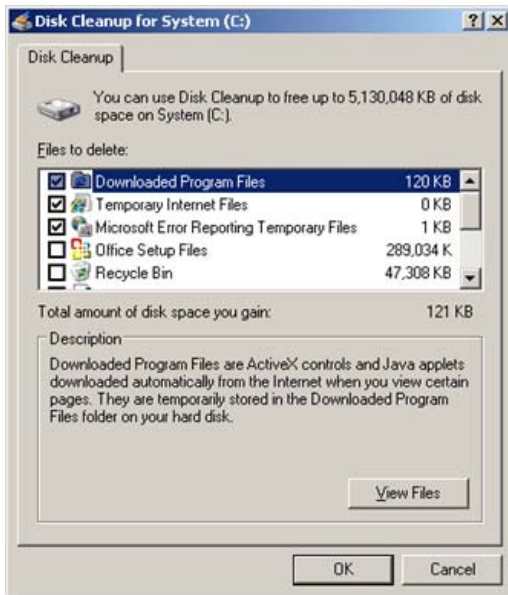 Disk Cleanup for System (C:)
Disk Cleanup
You can use Disk Cleanup to free up to 5,130,048 KB of disk
space on System (C:).
Files to delete:
Downloaded Program Files 120 KB
Temporary Internet Files 0 KB
Microsoft Error Reporting Temporary Files 1 KB
Office Setup Files 289,034 K
Recycle Bin 47,308 KB
Total amount of disk space you gain: 121 KB
Description
Downloaded Program Files are ActiveX controls and Java applets
downloaded automatically from the Internet when you view certain
pages. They are temporarily stored in the Downloaded Program
Files folder on your hard disk.
View Files
OK Cancel